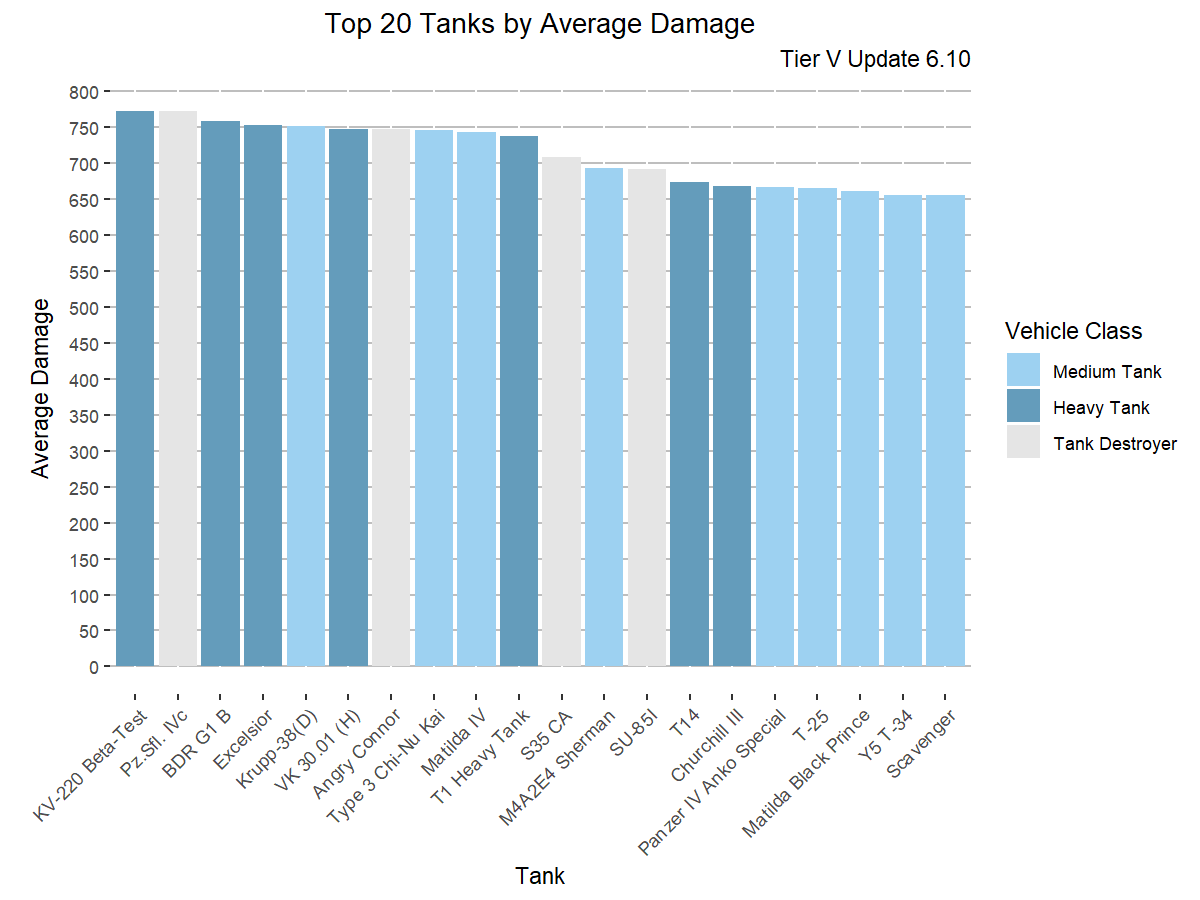 Top 20 Tanks by Average Damage
Tier V Update 6.10
Average Damage
800
750
700
650
600
550
500
450
400
350
300
250
200
150
100
50
0
KV-220 Beta-Test
Pz.Sfl. IVc
BDR G1 B
Excelsior
Krupp-38(D)
VK 30.01 (H)
Angry Connor
Type 3 Chi-Nu Kai
Matilda IV
T1 Heavy Tank
S35 CA
M4A2E4 Sherman
SU-85I
T14
Churchill III
Panzer IV Anko Special
T-25
Matilda Black Prince
Y5 T-34
Scavenger
Tank
Vehicle Class
Medium Tank
Heavy Tank
Tank Destroyer